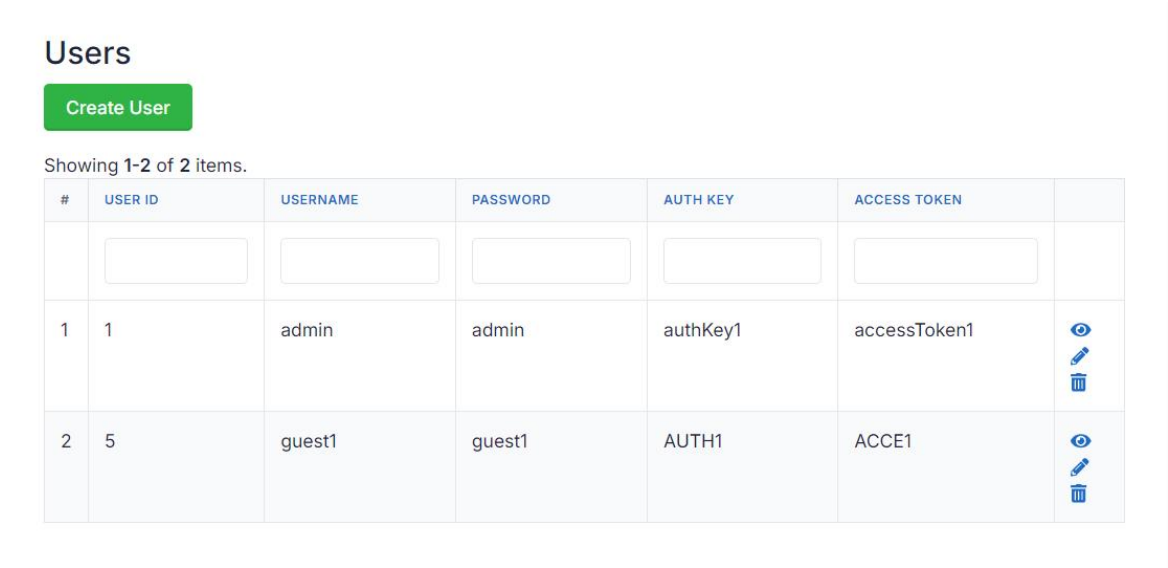 Users
Create User
Showing 1-2 of 2 items.
# USER ID USERNAME PASSWORD AUTH KEY ACCESS TOKEN
1 1 admin admin authKey1 accessToken1
2 5 guest1 guest1 AUTH1 ACCE1